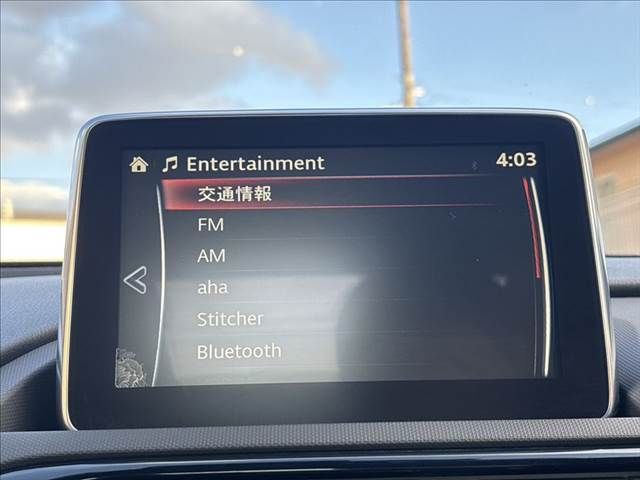 Entertainment 4:03
交通情報
FM
AM
aha
Stitcher
Bluetooth